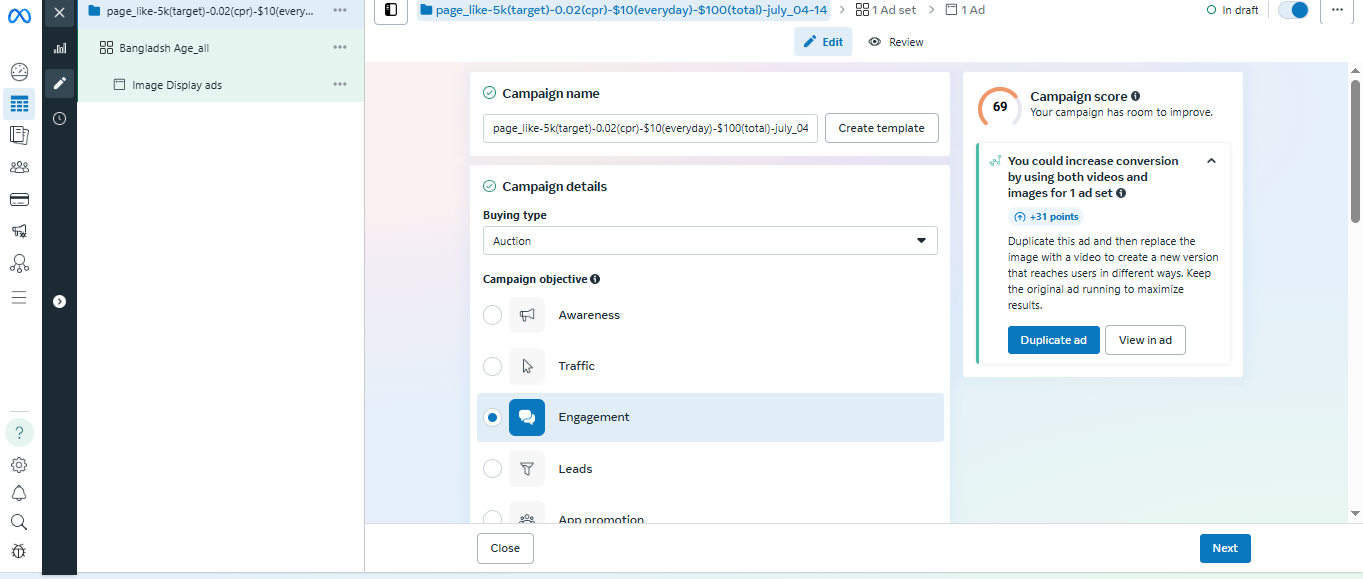 page_like-5k(target)-0.02(cpr)-$10(every...
Bangladsh Age_all
Image Display ads
page_like-5k(target)-0.02(cpr)-$10(everyday)-$100(total)-july_04-14
1 Ad set
1 Ad
In draft
Edit
Review
Campaign name
page_like-5k(target)-0.02(cpr)-$10(everyday)-$100(total)-july_04
Create template
Campaign details
Buying type
Auction
Campaign objective
Awareness
Traffic
Engagement
Leads
App promotion
Close
Next
69
Campaign score
Your campaign has room to improve.
You could increase conversion
by using both videos and
images for 1 ad set
+31 points
Duplicate this ad and then replace the
image with a video to create a new version
that reaches users in different ways. Keep
the original ad running to maximize
results.
Duplicate ad
View in ad